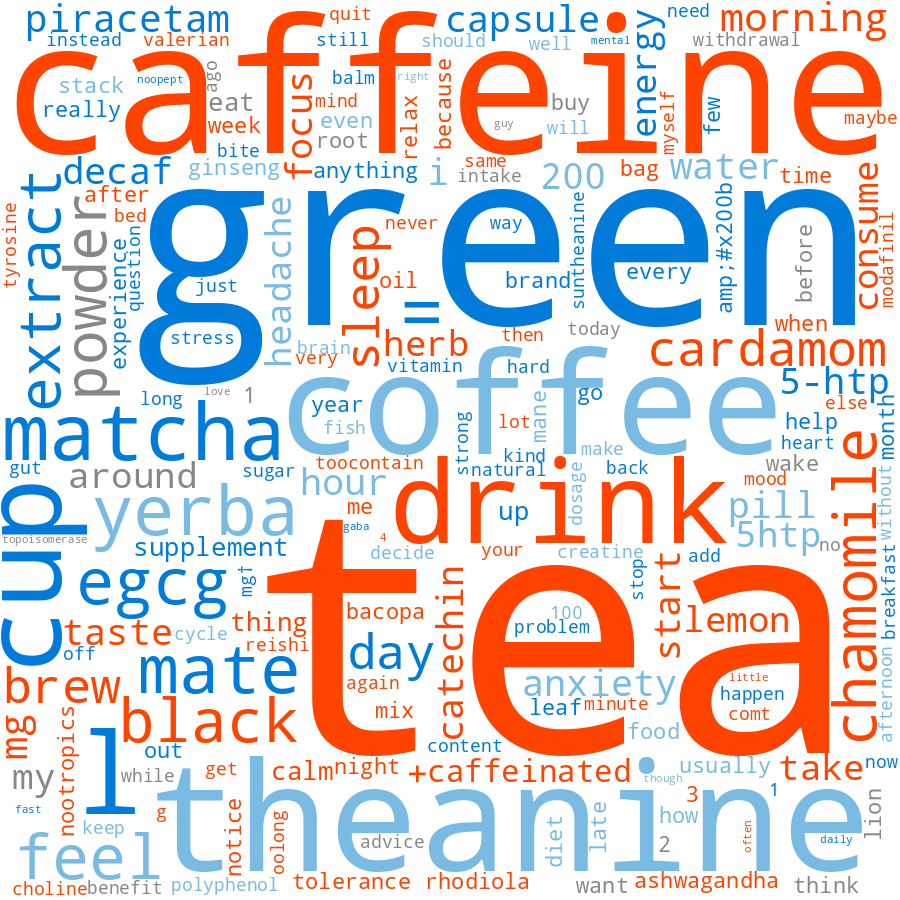 piracetam
capsule
quit
need
morning
instead
valerian
still
should
well
mental
withdrawal
caffeine
stack
noopept
ago
balm
right
energy
really
eat
focus
mind
relax
because
buy
few
myself
maybe
week
even
guy
will
root
bite
decaf
ginseng
anything
i
same
intake
200
bag
water
time
consume
after
tyrosine
extract
powder
bed
green
headache
sleep
never
way
suntheanine
amp;#x200b
before
modafinil
experience
question
just
oil
brand
every
=
stress
herb
then
today
when
brain
very
vitamin
hard
cardamom
long
love
1
coffee
go
5-htp
matcha
year
fish
lot
mane
else
help
month
strong
kind
make
heart
gut
sugar
toocontain
natural
back
wake
around
hour
dosage
mood
without
cup
yerba
me
drink
up
pill
chamomile
topoisomerase
gaba
4
5htp
no
supplement
decide
your
creatine
add
egcg
mgt
tea
stop
breakfast
taste
cycle
thing
bacopa
catechin
100
problem
start
lemon
off
reishi
mate
day
anxiety
little
brew
again
leaf
minute
happen
afternoon
mg
black
mix
comt
nootropics
out
l
content
food
my
while
get
calm
night
+caffeinated
though
usually
take
now
theanine
fast
g
notice
3
1
lion
keep
oolong
how
feel
advice
diet
late
2
often
daily
choline
benefit
polyphenol
tolerance
rhodiola
want
ashwagandha
think